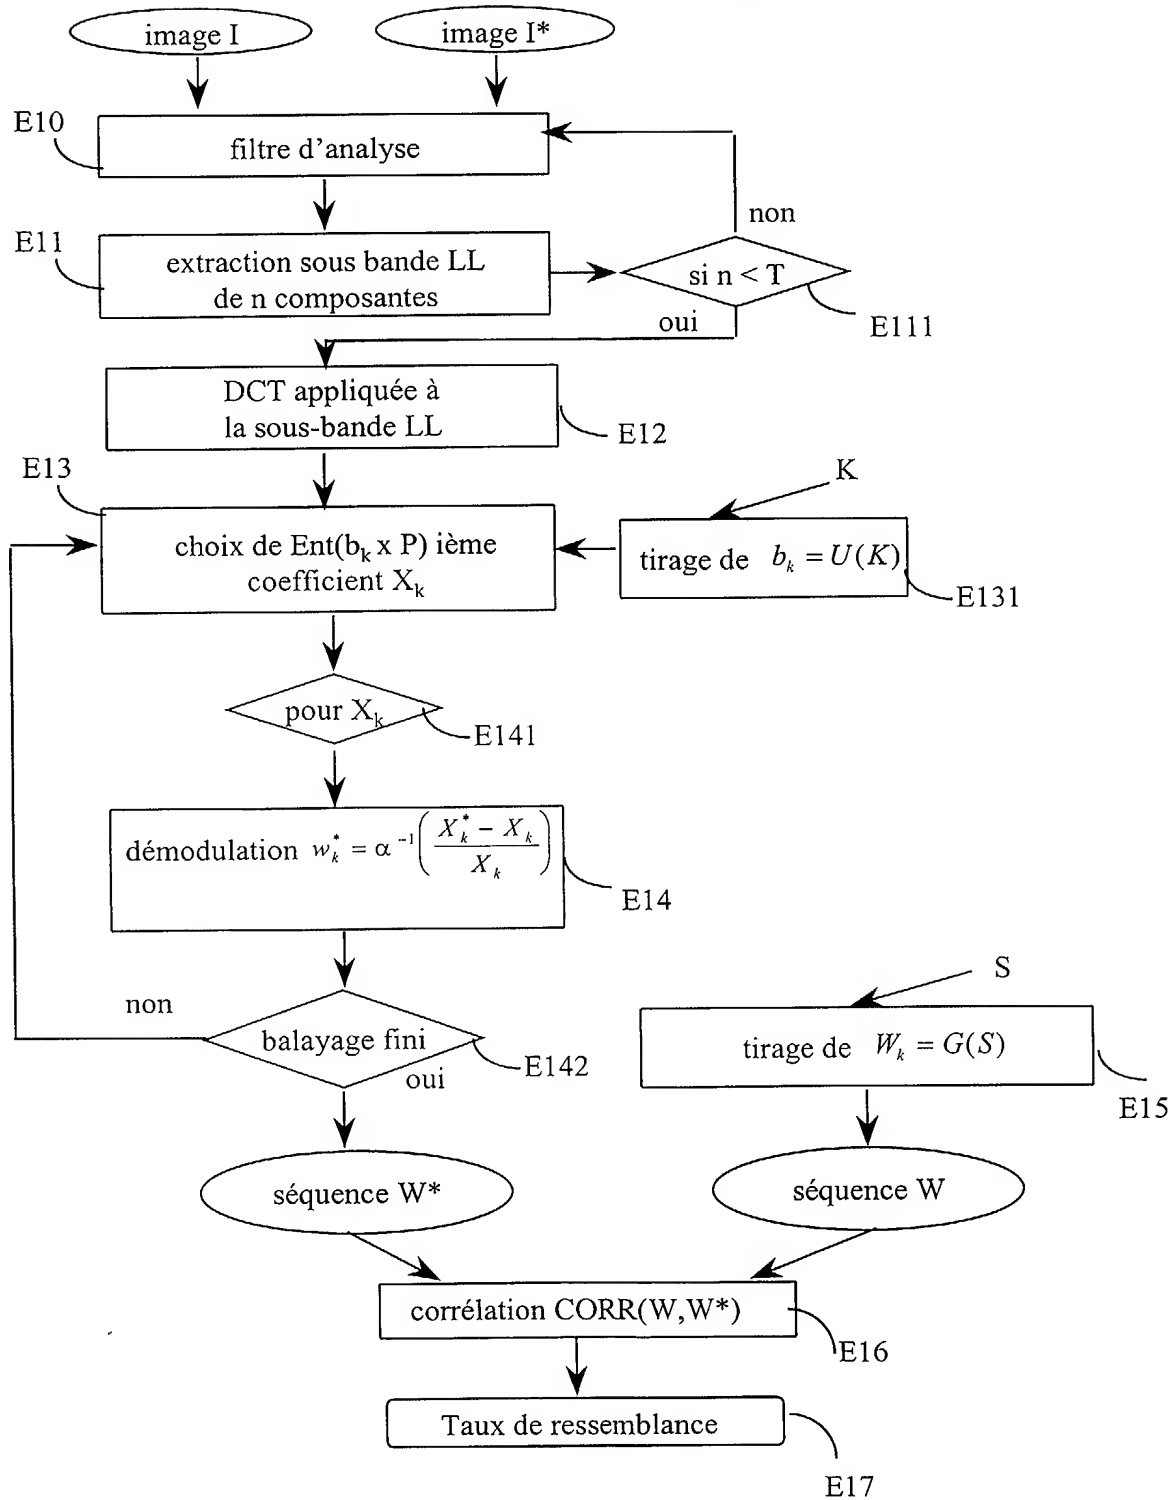 image I
image I*
E10
filtre d'analyse
non
E11
extraction sous bande LL
de n composantes
si n < T
E111
oui
DCT appliquée à
la sous-bande LL
E12
E13
K
choix de Ent(b_k x P) ième
coefficient X_k
tirage de b_k = U(K)
E131
pour X_k
E141
démodulation w_k^* = α^{-1}((X_k^* - X_k)/X_k)
E14
S
non
balayage fini
oui
E142
tirage de W_k = G(S)
E15
séquence W*
séquence W
corrélation CORR(W,W*)
E16
Taux de ressemblance
E17